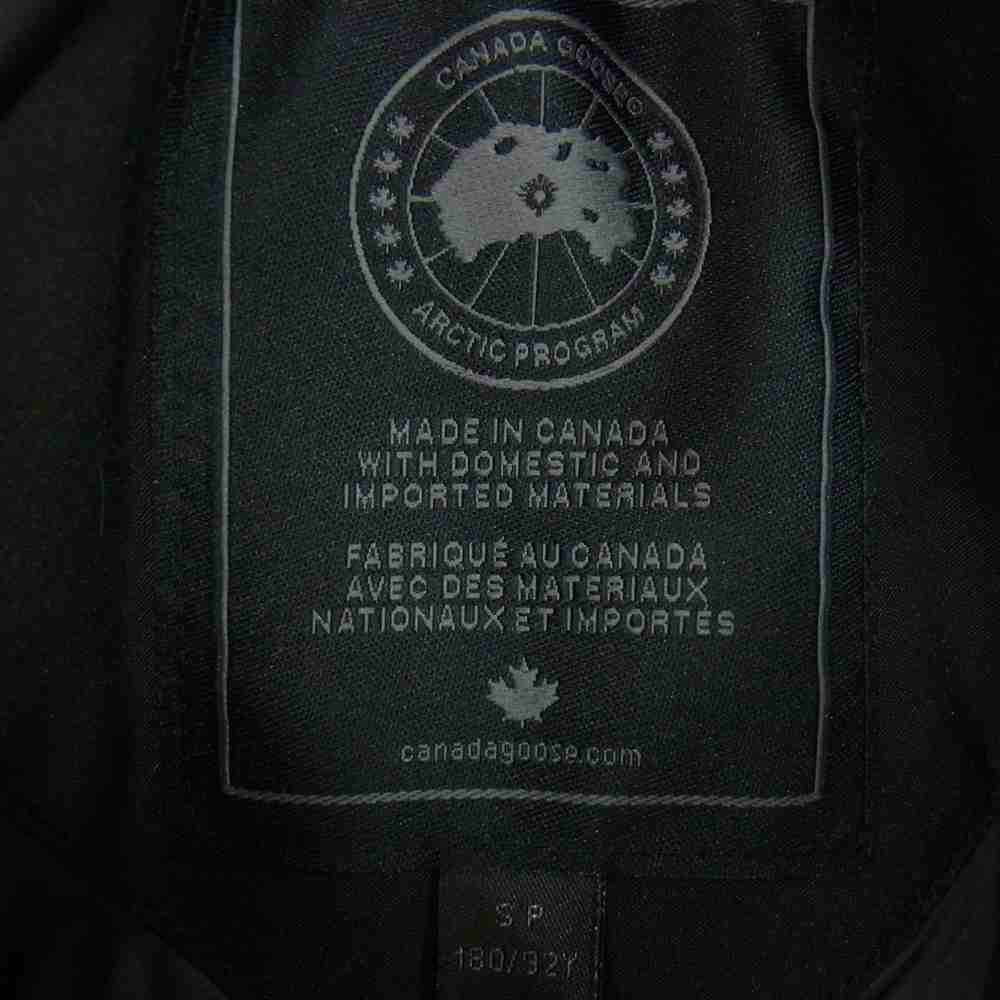 CANADA GOOSE®
ARCTIC PROGRAM
MADE IN CANADA
WITH DOMESTIC AND
IMPORTED MATERIALS
FABRIQUÉ AU CANADA
AVEC DES MATERIAUX
NATIONAUX ET IMPORTÉS
canadagoose.com
S P
180/92Y